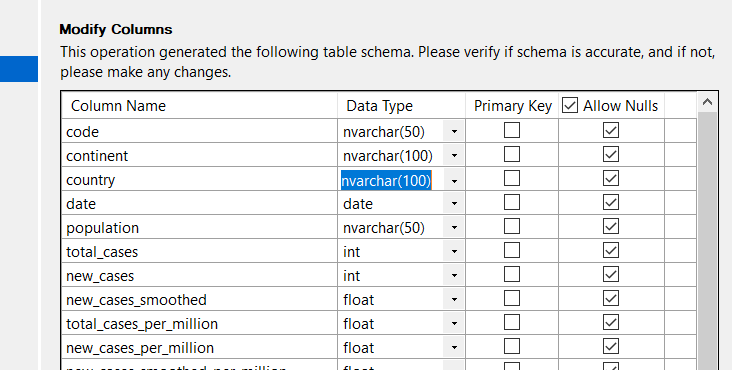 Modify Columns
This operation generated the following table schema. Please verify if schema is accurate, and if not,
please make any changes.
Column Name Data Type Primary Key Allow Nulls
code nvarchar(50)
continent nvarchar(100)
country nvarchar(100)
date date
population nvarchar(50)
total_cases int
new_cases int
new_cases_smoothed float
total_cases_per_million float
new_cases_per_million float
new_cases_smoothed_per_million float